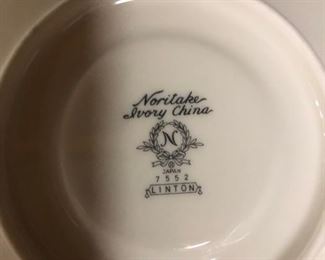 Noritake
Ivory China
N
JAPAN
7552
LINTON